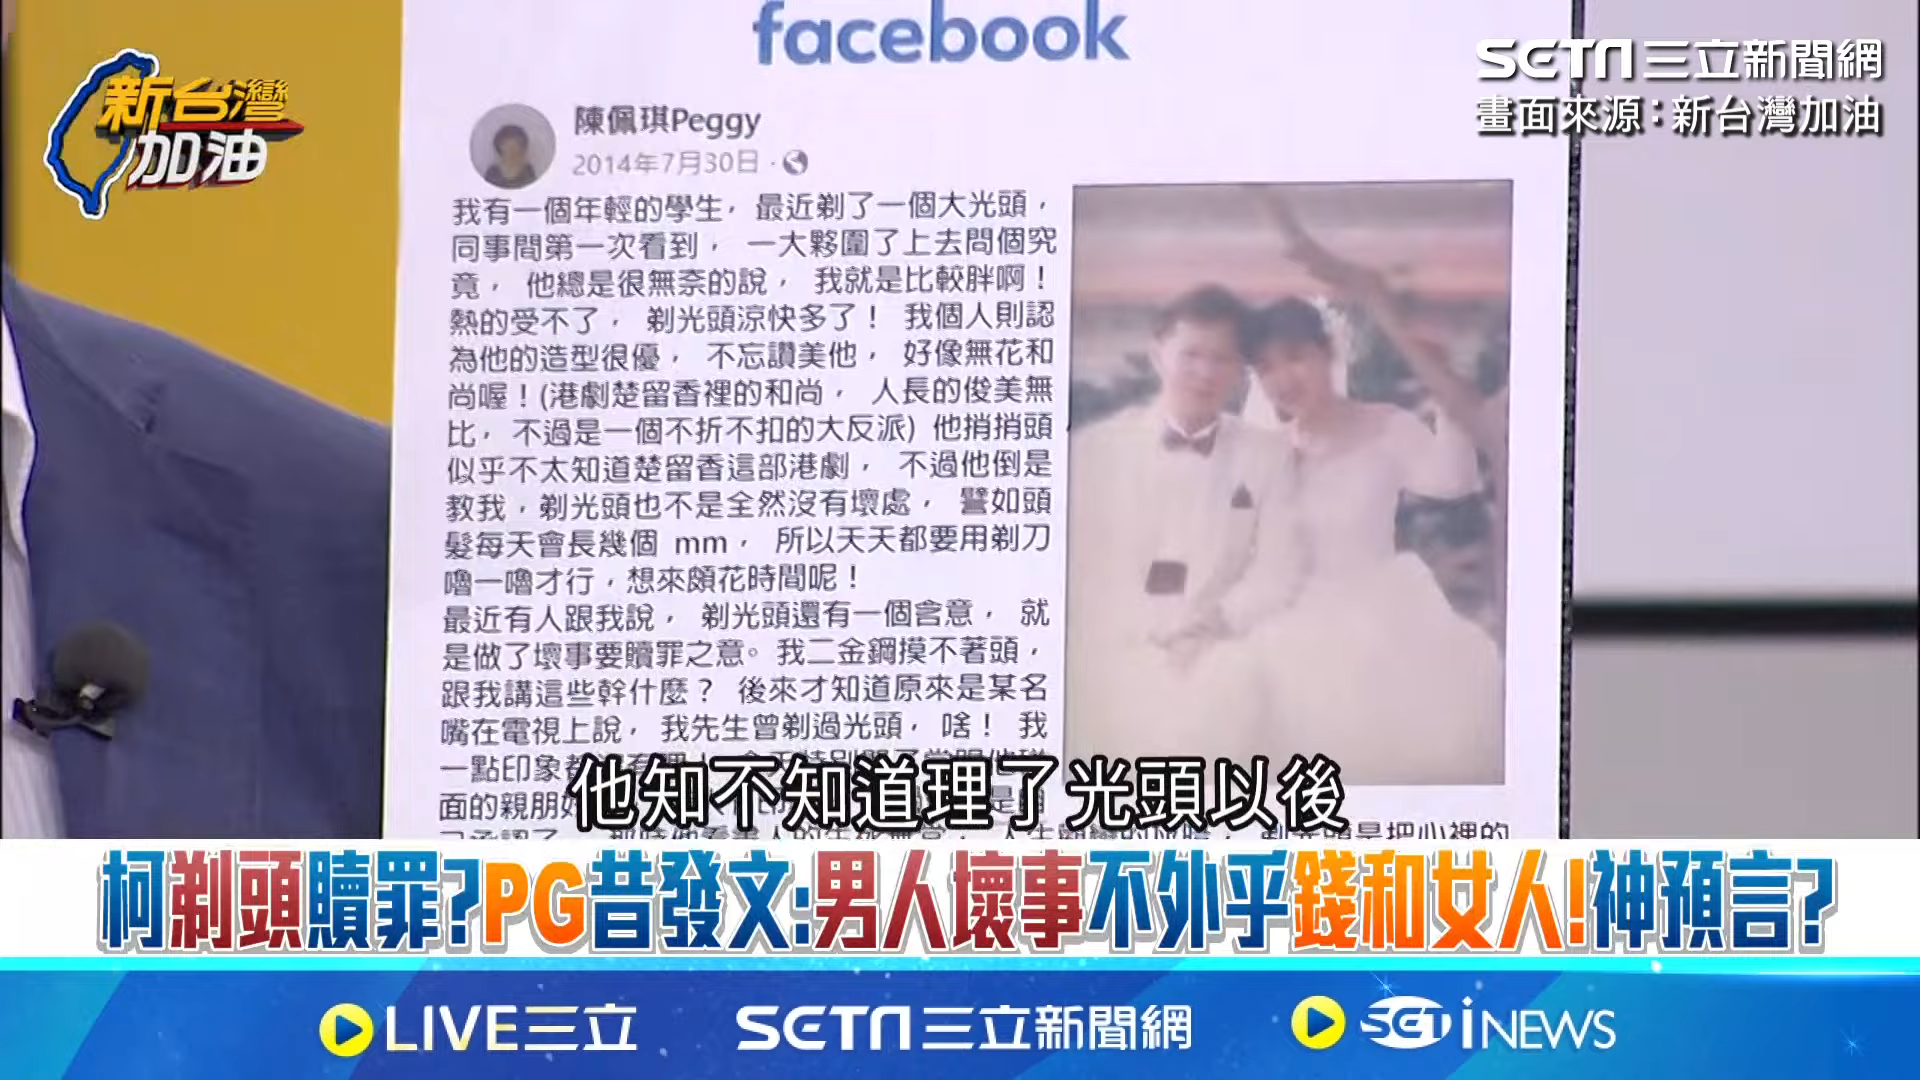 facebook
新台灣
加油
SETN三立新聞網
畫面來源：新台灣加油
陳佩琪Peggy
2014年7月30日
我有一個年輕的學生，最近剃了一個大光頭，
同事間第一次看到， 一大夥圍了上去問個究
竟， 他總是很無奈的說， 我就是比較胖啊！
熱的受不了， 剃光頭涼快多了！ 我個人則認
為他的造型很優， 不忘讚美他， 好像無花和
尚喔！(港劇楚留香裡的和尚， 人長的俊美無
比， 不過是一個不折不扣的大反派) 他捎捎頭
似乎不太知道楚留香這部港劇， 不過他倒是
教我，剃光頭也不是全然沒有壞處， 譬如頭
髮每天會長幾個 mm， 所以天天都要用剃刀
嚕一嚕才行，想來頗花時間呢！
最近有人跟我說， 剃光頭還有一個含意， 就
是做了壞事要贖罪之意。我二金鋼摸不著頭，
跟我講這些幹什麼？ 後來才知道原來是某名
嘴在電視上說， 我先生曾剃過光頭， 啥！ 我
一點印象都
面的親朋好
他知不知道理了光頭以後
柯剃頭贖罪?PG昔發文:男人壞事不外乎錢和女人!神預言?
LIVE三立
SETN三立新聞網
SETiNEWS